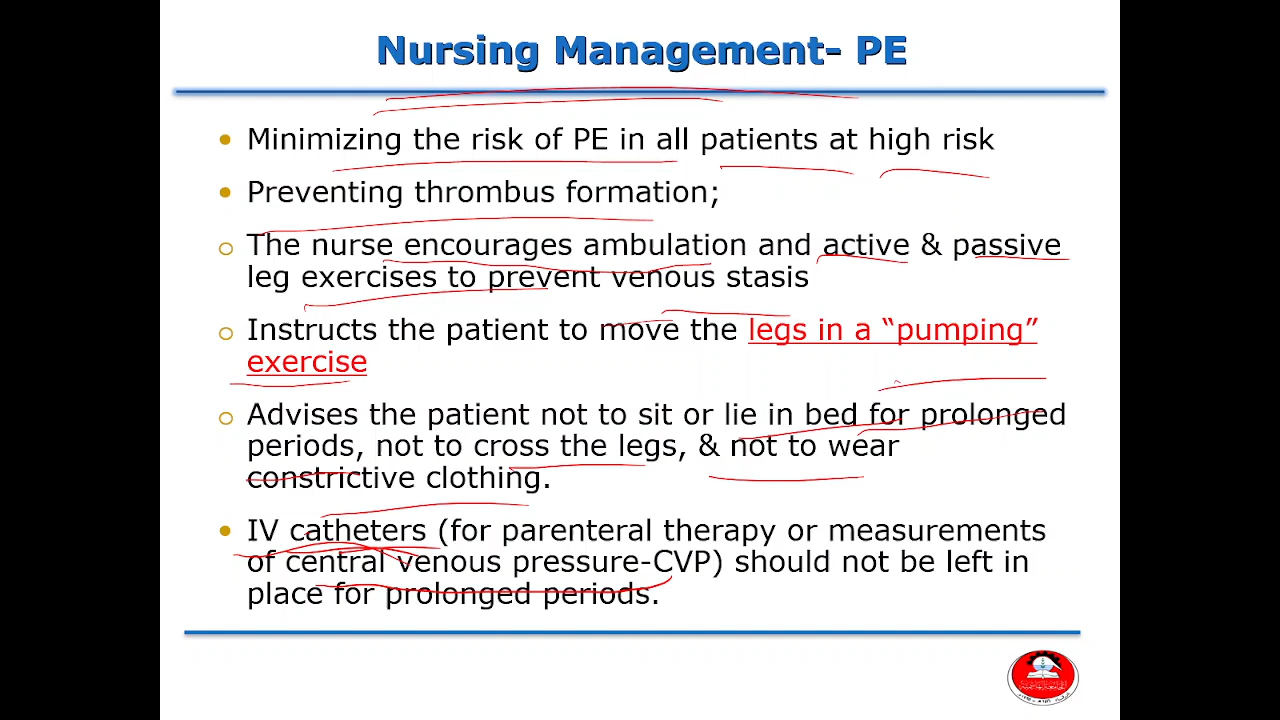 Nursing Management- PE
• Minimizing the risk of PE in all patients at high risk
• Preventing thrombus formation;
o The nurse encourages ambulation and active & passive
leg exercises to prevent venous stasis
o Instructs the patient to move the legs in a “pumping”
exercise
o Advises the patient not to sit or lie in bed for prolonged
periods, not to cross the legs, & not to wear
constrictive clothing.
• IV catheters (for parenteral therapy or measurements
of central venous pressure-CVP) should not be left in
place for prolonged periods.